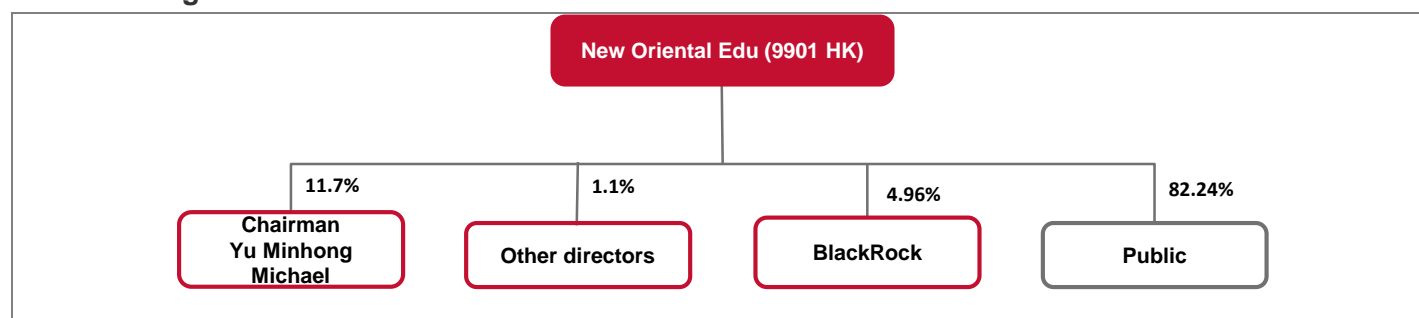 New Oriental Edu (9901 HK)
11.7%
1.1%
4.96%
82.24%
Chairman
Yu Minhong
Michael
Other directors
BlackRock
Public